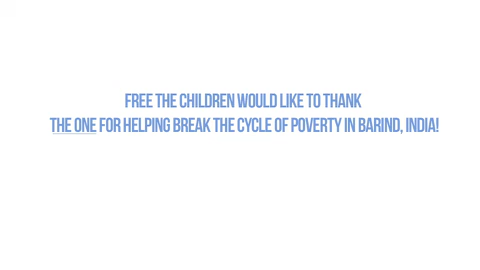 FREE THE CHILDREN WOULD LIKE TO THANK
THE ONE FOR HELPING BREAK THE CYCLE OF POVERTY IN BARIND, INDIA!